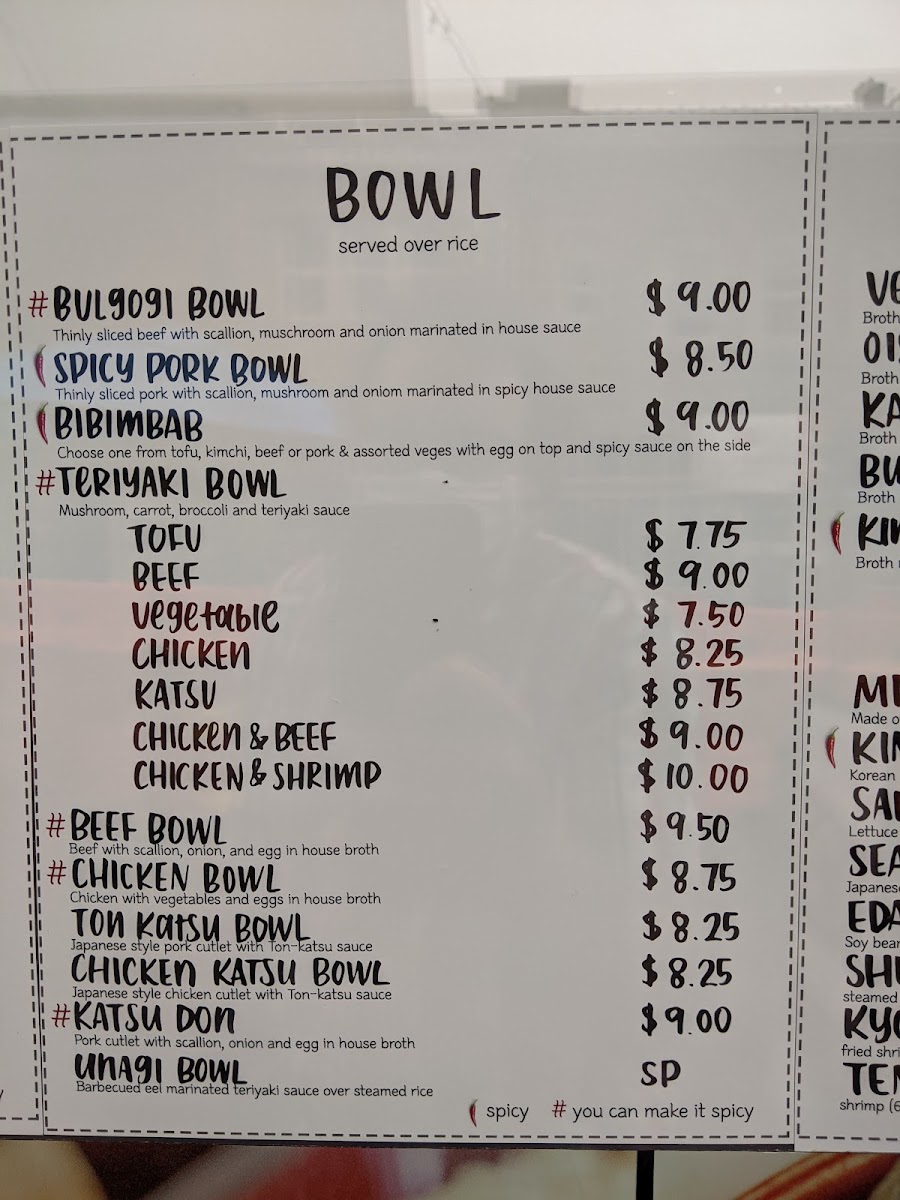 BOWL
served over rice
#BULGOGI BOWL $ 9.00
Thinly sliced beef with scallion, muschroom and onion marinated in house sauce
SPICY PORK BOWL $ 8.50
Thinly sliced pork with scallion, mushroom and oniom marinated in spicy house sauce
BIBIMBAB $ 9.00
Choose one from tofu, kimchi, beef or pork & assorted veges with egg on top and spicy sauce on the side
#TERIYAKI BOWL
Mushroom, carrot, broccoli and teriyaki sauce
TOFU $ 7.75
BEEF $ 9.00
vegetable $ 7.50
CHICKEN $ 8.25
KATSU $ 8.75
CHICKEN & BEEF $ 9.00
CHICKEN & SHRIMP $ 10.00
#BEEF BOWL $ 9.50
Beef with scallion, onion, and egg in house broth
#CHICKEN BOWL $ 8.75
Chicken with vegetables and eggs in house broth
TON KATSU BOWL $ 8.25
Japanese style pork cutlet with Ton-katsu sauce
CHICKEN KATSU BOWL $ 8.25
Japanese style chicken cutlet with Ton-katsu sauce
#KATSU DON $ 9.00
Pork cutlet with scallion, onion and egg in house broth
UNAGI BOWL SP
Barbecued eel marinated teriyaki sauce over steamed rice
spicy # you can make it spicy
Broth
Broth
Broth
Broth
Broth
Made
Korean
Lettuce
Soy
steamed
fried
shrimp